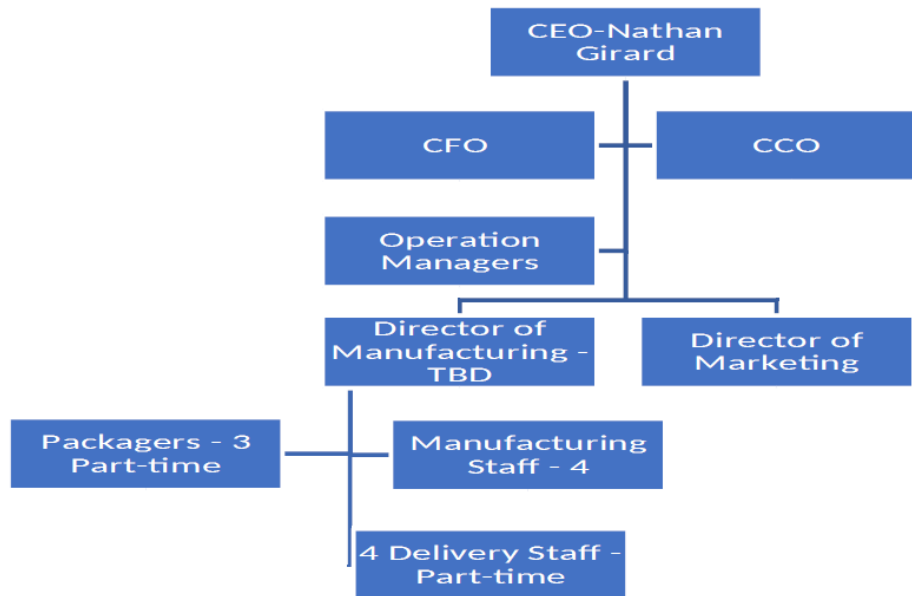 CEO-Nathan
Girard
CFO
CCO
Operation
Managers
Director of
Manufacturing -
TBD
Director of
Marketing
Packagers - 3
Part-time
Manufacturing
Staff - 4
4 Delivery Staff -
Part-time